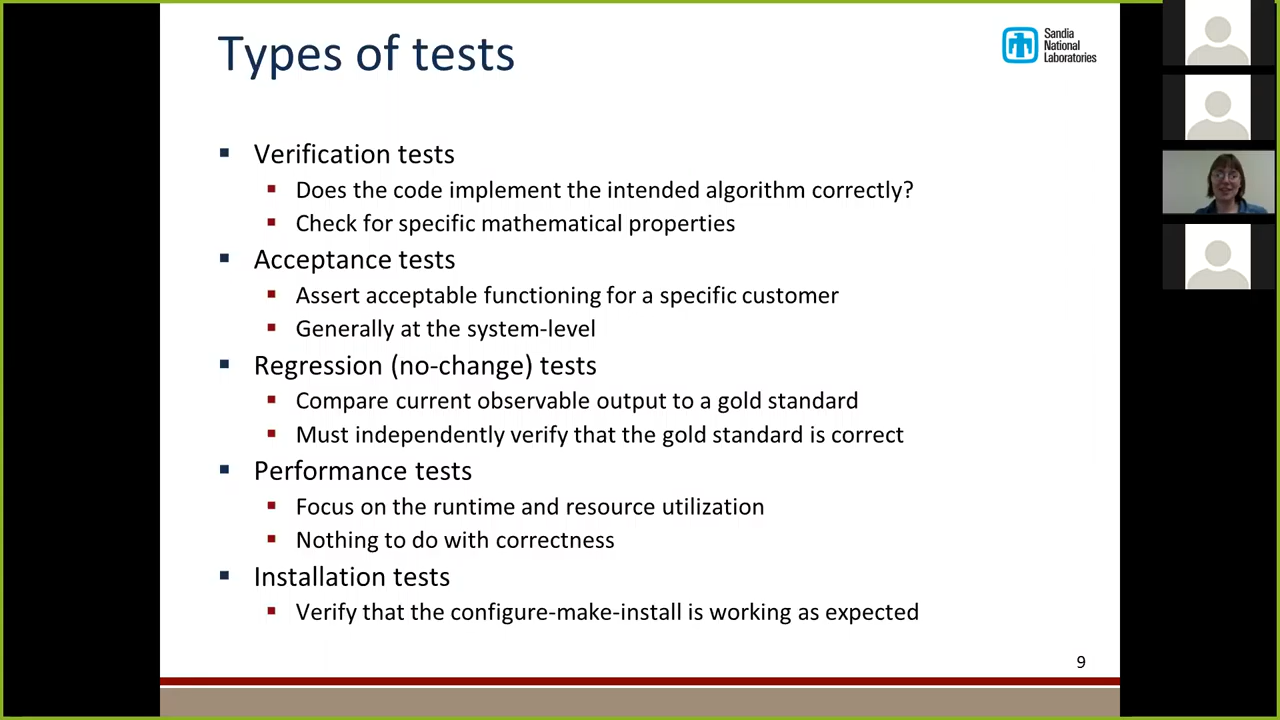 Types of tests
Sandia
National
Laboratories
Verification tests
Does the code implement the intended algorithm correctly?
Check for specific mathematical properties
Acceptance tests
Assert acceptable functioning for a specific customer
Generally at the system-level
Regression (no-change) tests
Compare current observable output to a gold standard
Must independently verify that the gold standard is correct
Performance tests
Focus on the runtime and resource utilization
Nothing to do with correctness
Installation tests
Verify that the configure-make-install is working as expected
9